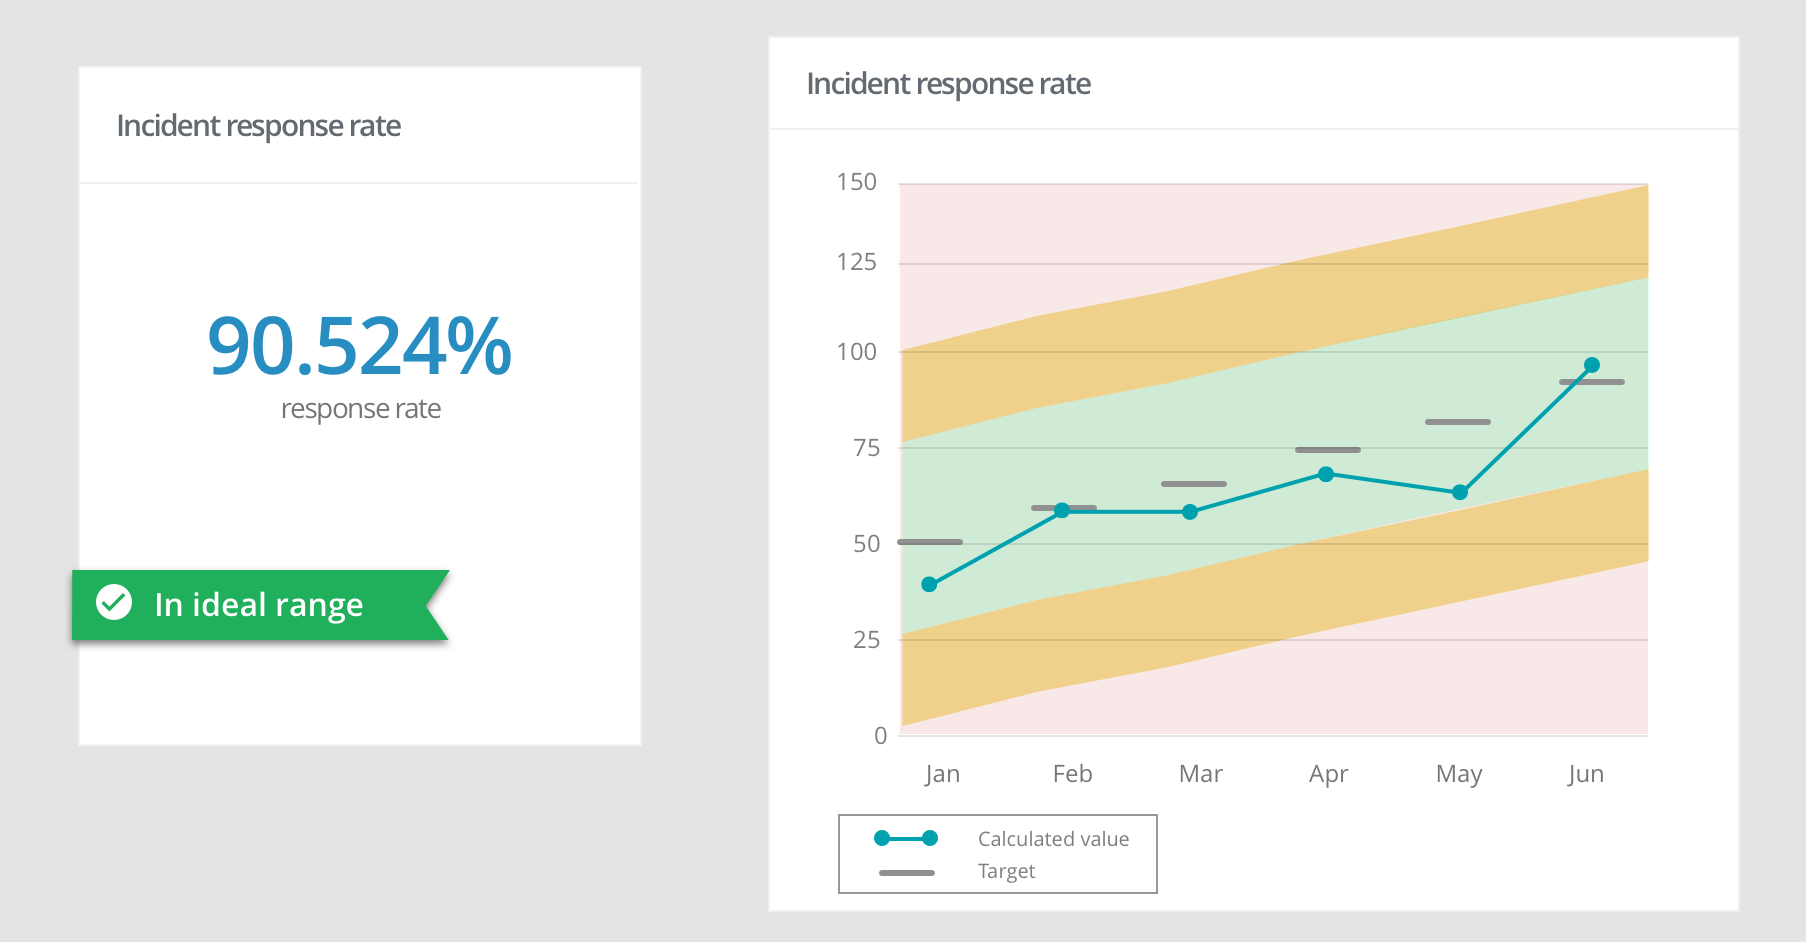 Incident response rate
90.524%
response rate
In ideal range
Incident response rate
150
125
100
75
50
25
0
Jan Feb Mar Apr May Jun
Calculated value
Target